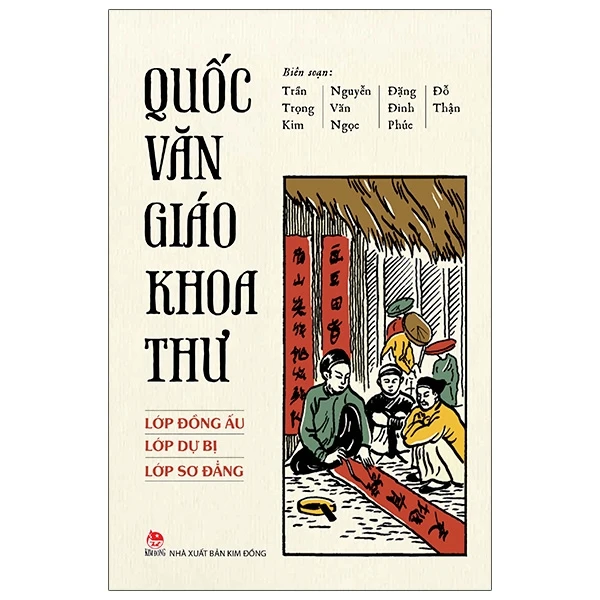 QUỐC
VĂN
GIÁO
KHOA
THƯ
LỚP ĐỒNG ẤU
LỚP DỰ BỊ
LỚP SƠ ĐẲNG
Biên soạn:
Trần
Trọng
Kim
Nguyễn
Văn
Ngọc
Đặng
Đình
Phúc
Đỗ
Thận
KIM ĐỒNG
NHÀ XUẤT BẢN KIM ĐỒNG